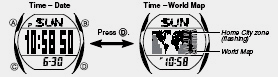 Time – Date
Time – World Map
A
B
SUN
P 10:58 50
6-30
C
D
Press D.
SUN
P 10:58
Home City zone
(flashing)
World Map